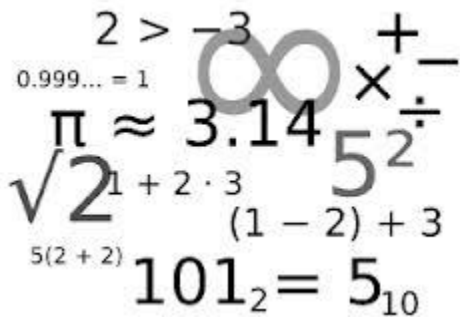 2 > −3
∞
+
−
×
÷
0.999... = 1
π ≈ 3.14
5²
√2
1 + 2 · 3
(1 − 2) + 3
5(2 + 2)
101₂ = 5₁₀